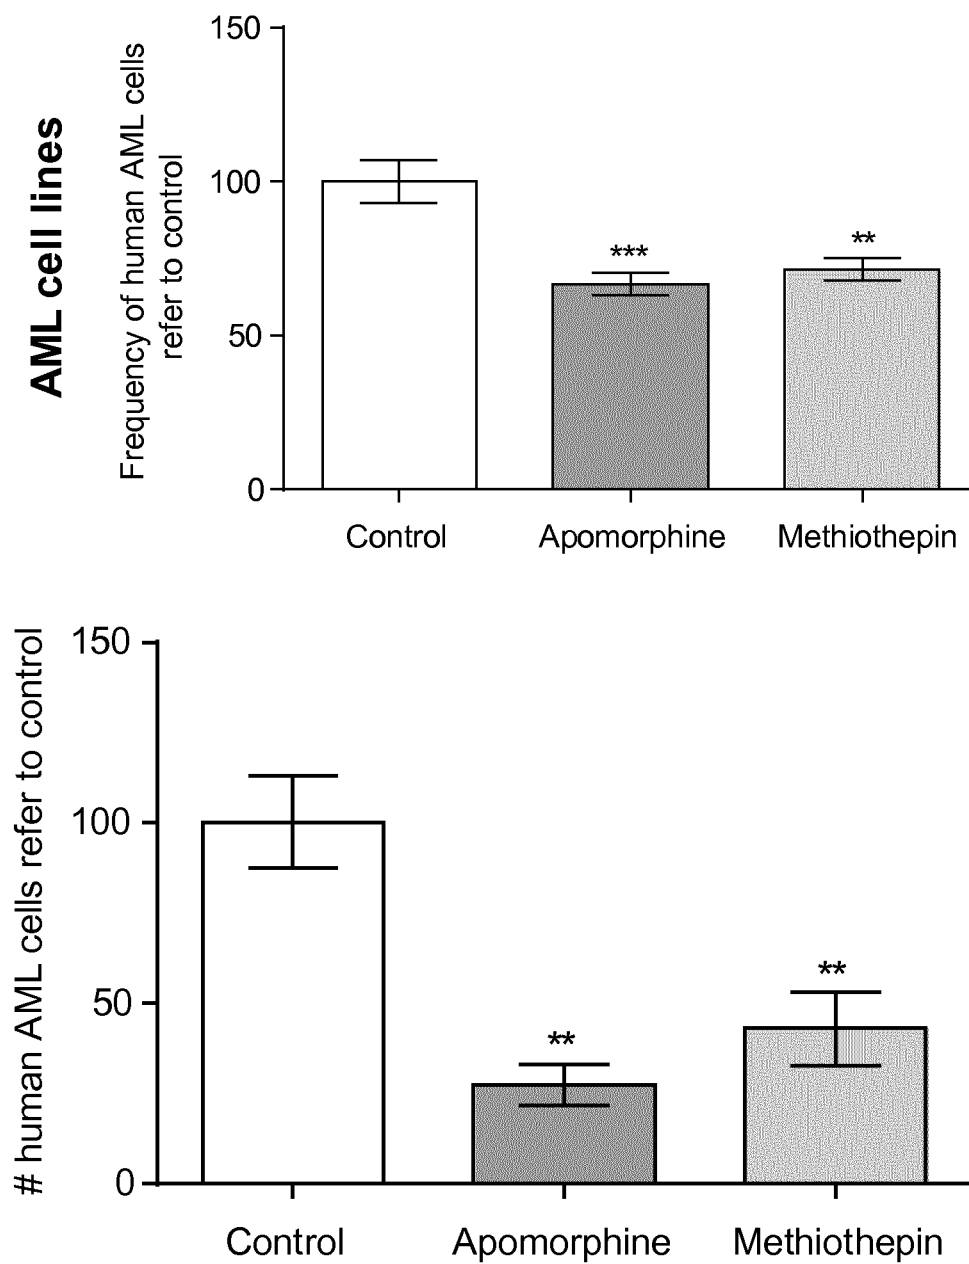 AML cell lines
Frequency of human AML cells
refer to control
150
100
50
0
***
**
Control Apomorphine Methiothepin
# human AML cells refer to control
150
100
50
0
**
**
Control Apomorphine Methiothepin